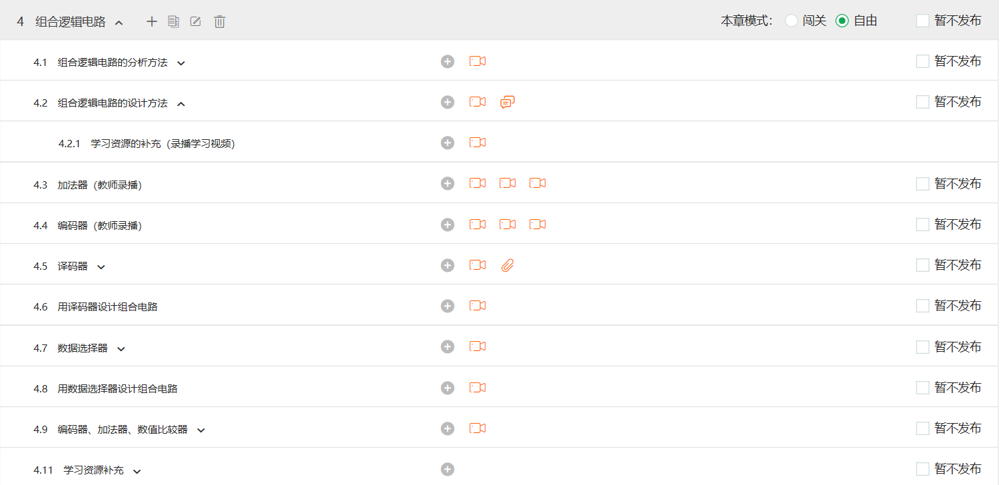 4 组合逻辑电路 本章模式： 闯关 自由 暂不发布
4.1 组合逻辑电路的分析方法 暂不发布
4.2 组合逻辑电路的设计方法 暂不发布
4.2.1 学习资源的补充（录播学习视频）
4.3 加法器（教师录播） 暂不发布
4.4 编码器（教师录播） 暂不发布
4.5 译码器 暂不发布
4.6 用译码器设计组合电路 暂不发布
4.7 数据选择器 暂不发布
4.8 用数据选择器设计组合电路 暂不发布
4.9 编码器、加法器、数值比较器 暂不发布
4.11 学习资源补充 暂不发布